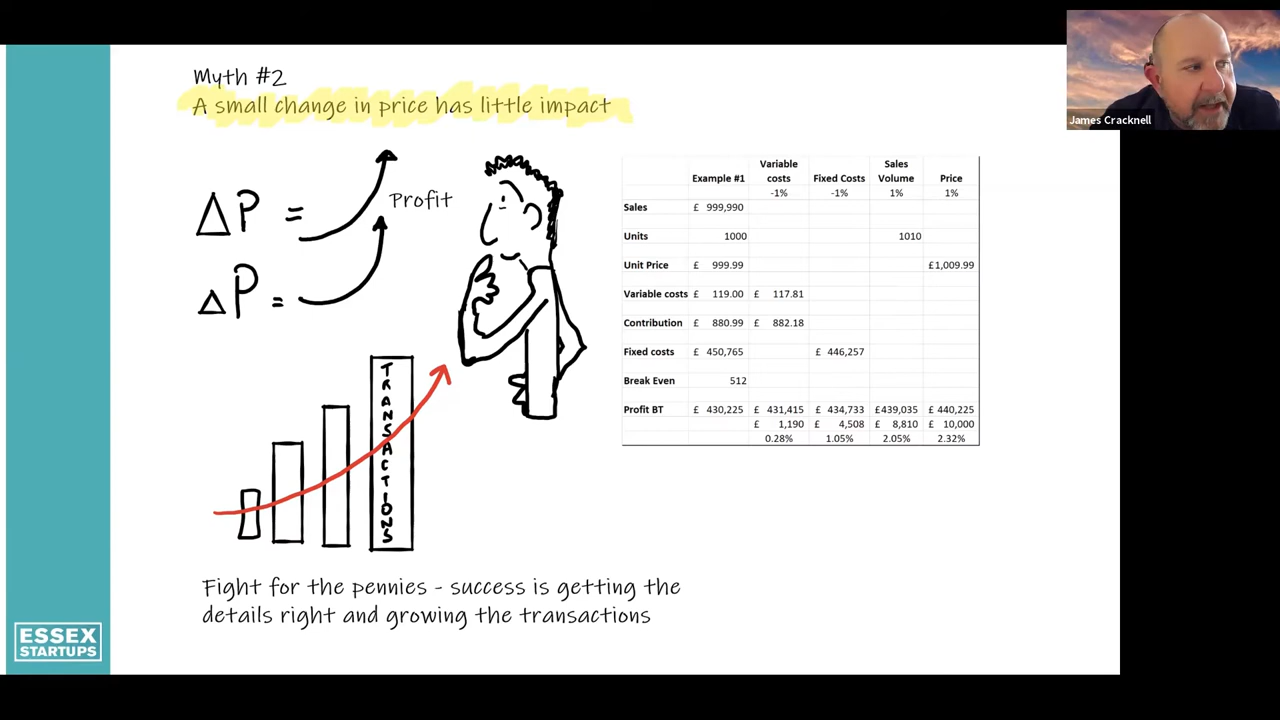 Myth #2
A small change in price has little impact
James Cracknell
ΔP =
Profit
ΔP =
TRANSACTIONS
Variable Sales
Example #1 costs Fixed Costs Volume Price
-1% -1% 1% 1%
Sales £ 999,990
Units 1000 1010
Unit Price £ 999.99 £1,009.99
Variable costs £ 119.00 £ 117.81
Contribution £ 880.99 £ 882.18
Fixed costs £ 450,765 £ 446,257
Break Even 512
Profit BT £ 430,225 £ 431,415 £ 434,733 £439,035 £ 440,225
£ 1,190 £ 4,508 £ 8,810 £ 10,000
0.28% 1.05% 2.05% 2.32%
Fight for the pennies - success is getting the
details right and growing the transactions
ESSEX
STARTUPS